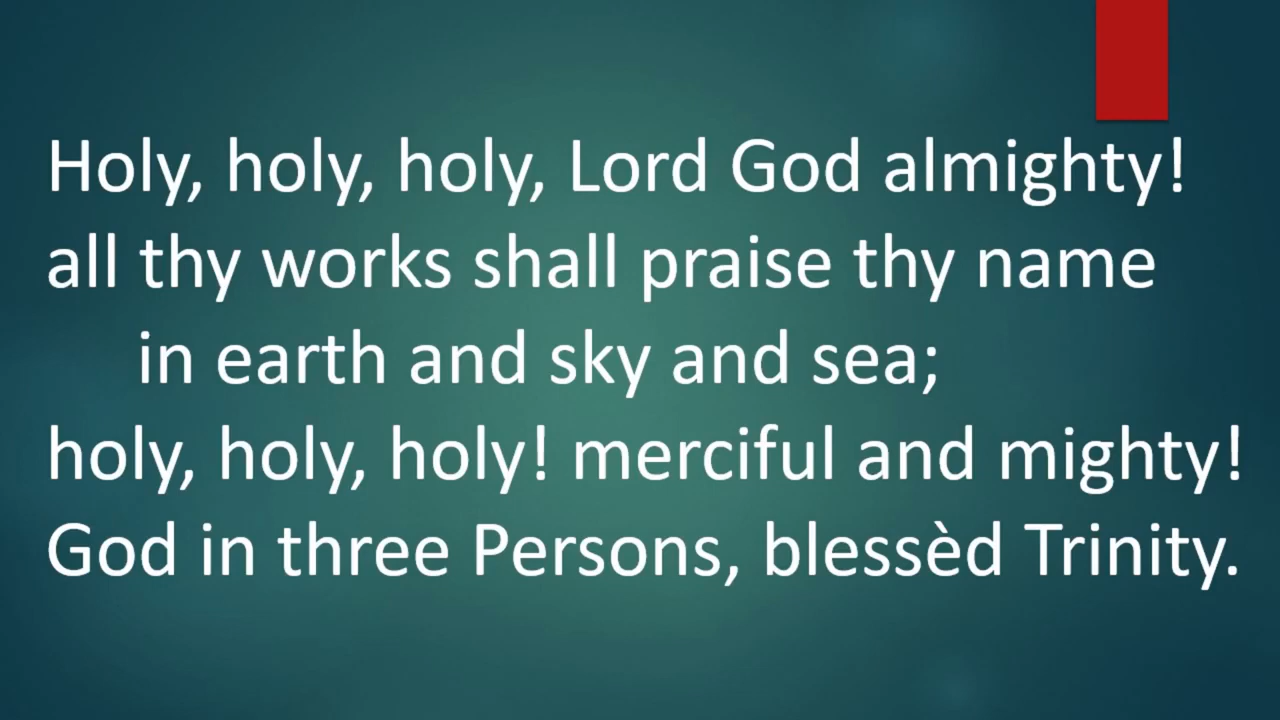 Holy, holy, holy, Lord God almighty!
all thy works shall praise thy name
in earth and sky and sea;
holy, holy, holy! merciful and mighty!
God in three Persons, blessèd Trinity.